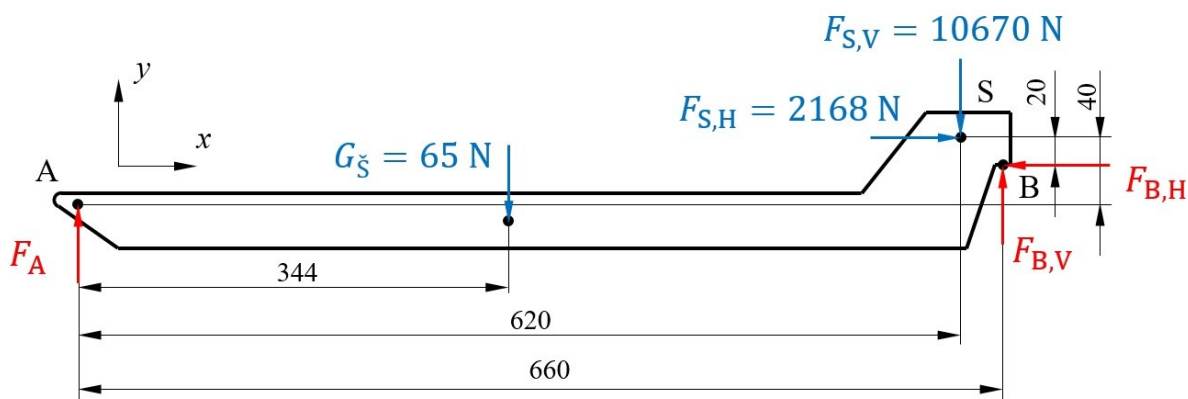 F_S,V = 10670 N
y
S
20
40
F_S,H = 2168 N
x
G_Š = 65 N
A
B
F_B,H
F_A
F_B,V
344
620
660